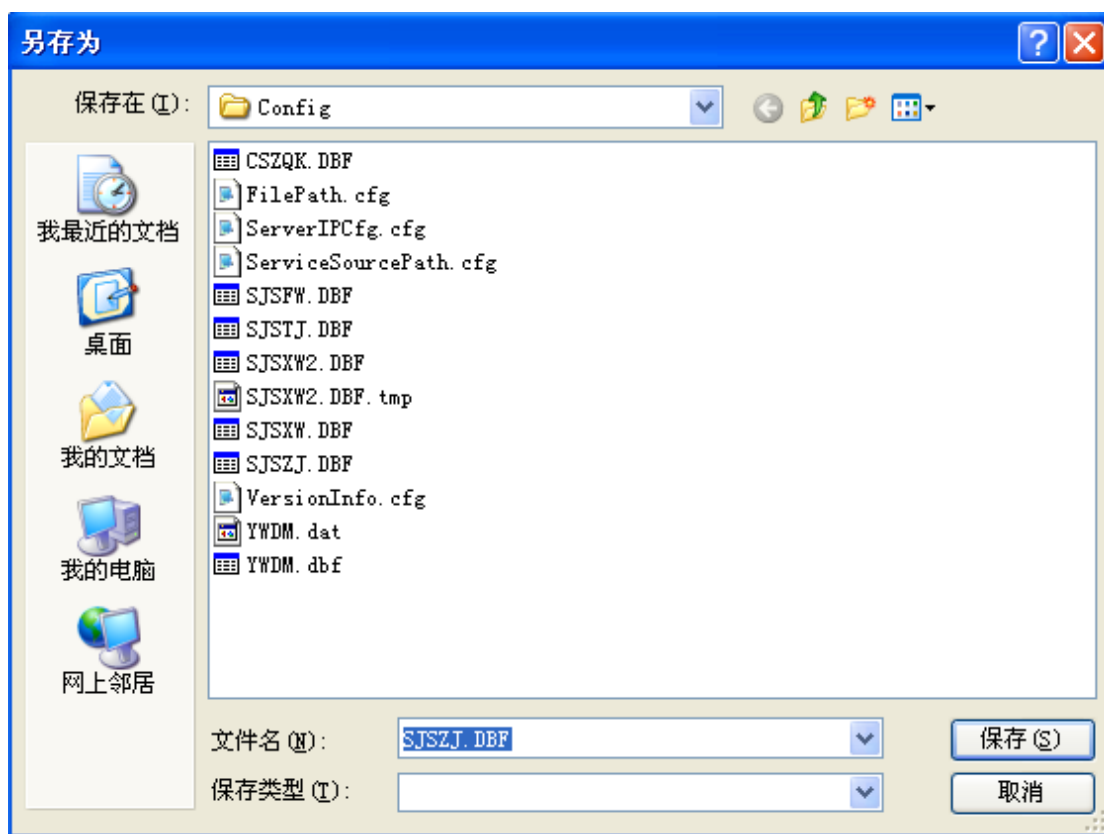 另存为
保存在(I):
Config
我最近的文档
桌面
我的文档
我的电脑
网上邻居
CSZQK.DBF
FilePath.cfg
ServerIPCfg.cfg
ServiceSourcePath.cfg
SJSFW.DBF
SJSTJ.DBF
SJSXW2.DBF
SJSXW2.DBF.tmp
SJSXW.DBF
SJSZJ.DBF
VersionInfo.cfg
YWDM.dat
YWDM.dbf
文件名(N):
SJSZJ.DBF
保存(S)
保存类型(T):
取消